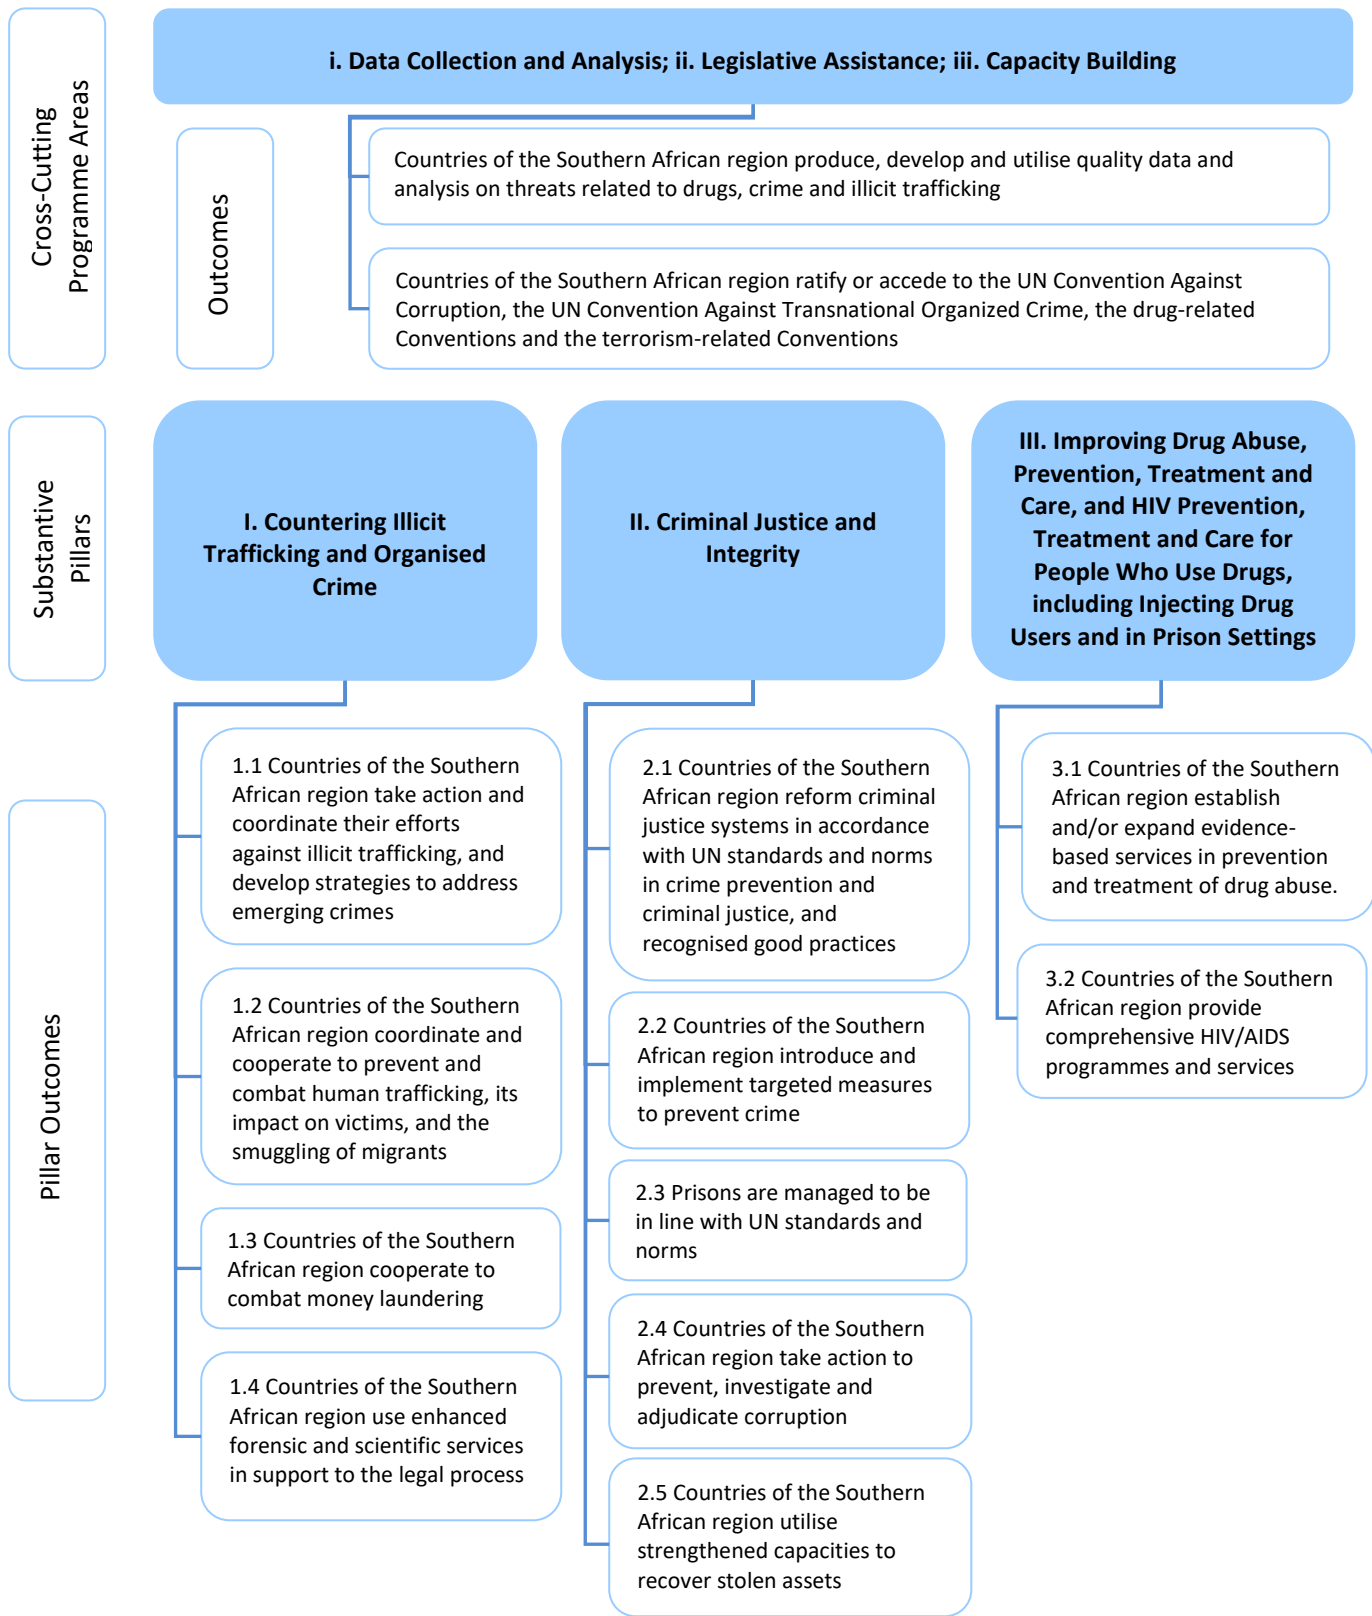 Cross-Cutting
Programme Areas
i. Data Collection and Analysis; ii. Legislative Assistance; iii. Capacity Building
Outcomes
Countries of the Southern African region produce, develop and utilise quality data and
analysis on threats related to drugs, crime and illicit trafficking
Countries of the Southern African region ratify or accede to the UN Convention Against
Corruption, the UN Convention Against Transnational Organized Crime, the drug-related
Conventions and the terrorism-related Conventions
Substantive
Pillars
I. Countering Illicit
Trafficking and Organised
Crime
II. Criminal Justice and
Integrity
III. Improving Drug Abuse,
Prevention, Treatment and
Care, and HIV Prevention,
Treatment and Care for
People Who Use Drugs,
including Injecting Drug
Users and in Prison Settings
Pillar Outcomes
1.1 Countries of the Southern
African region take action and
coordinate their efforts
against illicit trafficking, and
develop strategies to address
emerging crimes
1.2 Countries of the Southern
African region coordinate and
cooperate to prevent and
combat human trafficking, its
impact on victims, and the
smuggling of migrants
1.3 Countries of the Southern
African region cooperate to
combat money laundering
1.4 Countries of the Southern
African region use enhanced
forensic and scientific services
in support to the legal process
2.1 Countries of the Southern
African region reform criminal
justice systems in accordance
with UN standards and norms
in crime prevention and
criminal justice, and
recognised good practices
2.2 Countries of the Southern
African region introduce and
implement targeted measures
to prevent crime
2.3 Prisons are managed to be
in line with UN standards and
norms
2.4 Countries of the Southern
African region take action to
prevent, investigate and
adjudicate corruption
2.5 Countries of the Southern
African region utilise
strengthened capacities to
recover stolen assets
3.1 Countries of the Southern
African region establish
and/or expand evidence-
based services in prevention
and treatment of drug abuse.
3.2 Countries of the Southern
African region provide
comprehensive HIV/AIDS
programmes and services